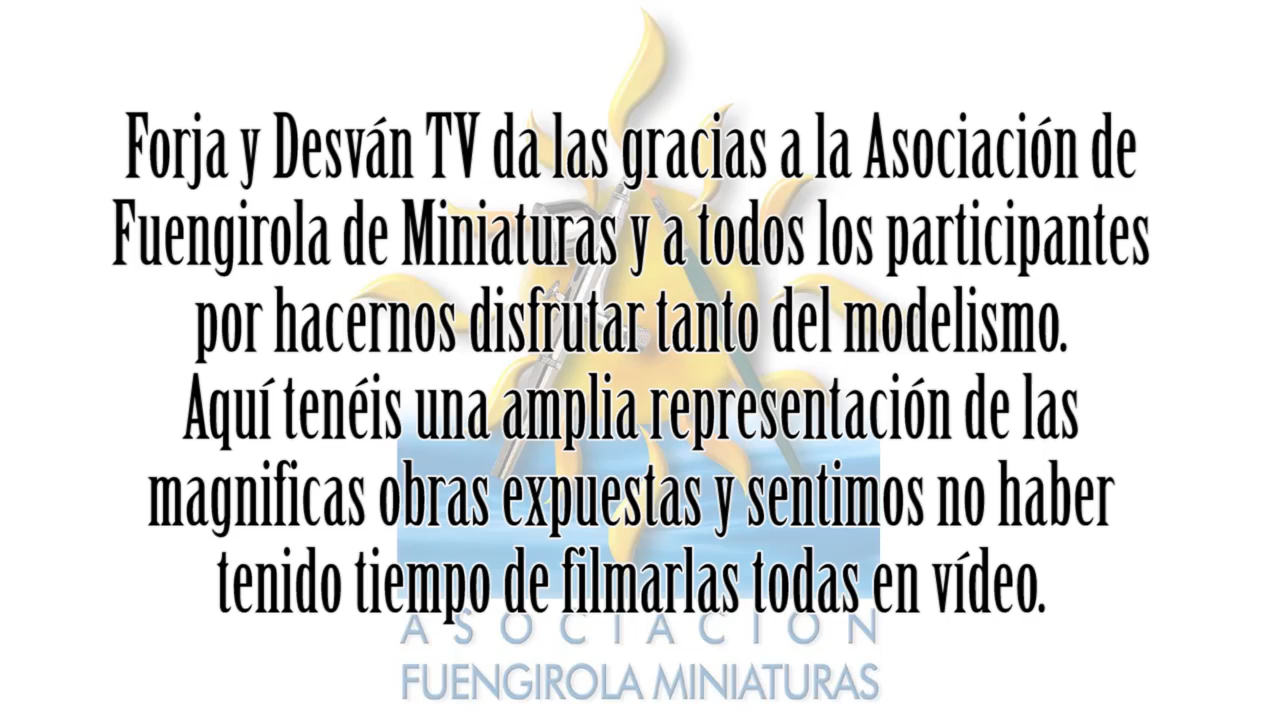 Forja y Desván TV da las gracias a la Asociación de
Fuengirola de Miniaturas y a todos los participantes
por hacernos disfrutar tanto del modelismo.
Aquí tenéis una amplia representación de las
magnificas obras expuestas y sentimos no haber
tenido tiempo de filmarlas todas en vídeo.
ASOCIACION
FUENGIROLA MINIATURAS